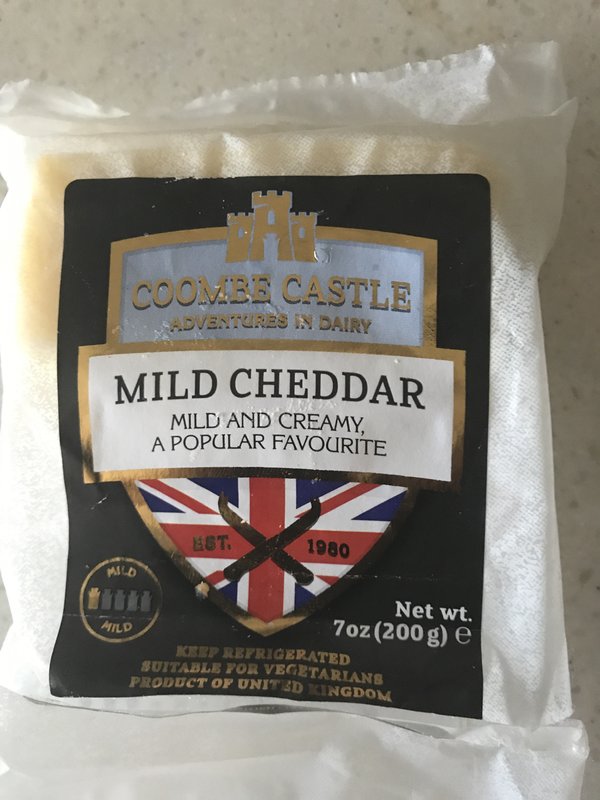 COOMBE CASTLE
ADVENTURES IN DAIRY
MILD CHEDDAR
MILD AND CREAMY,
A POPULAR FAVOURITE
EST. 1980
MILD
MILD
Net wt.
7oz (200g) e
KEEP REFRIGERATED
SUITABLE FOR VEGETARIANS
PRODUCT OF UNITED KINGDOM